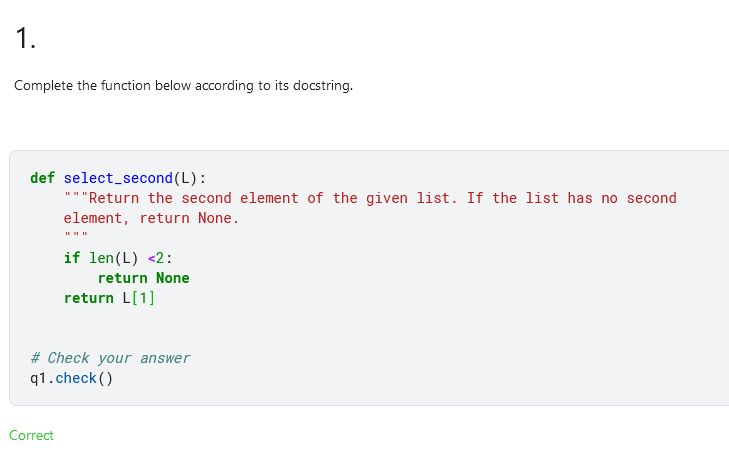 1.
Complete the function below according to its docstring.
def select_second(L):
    """Return the second element of the given list. If the list has no second
    element, return None.
    """
    if len(L) <2:
        return None
    return L[1]
# Check your answer
q1.check()
Correct